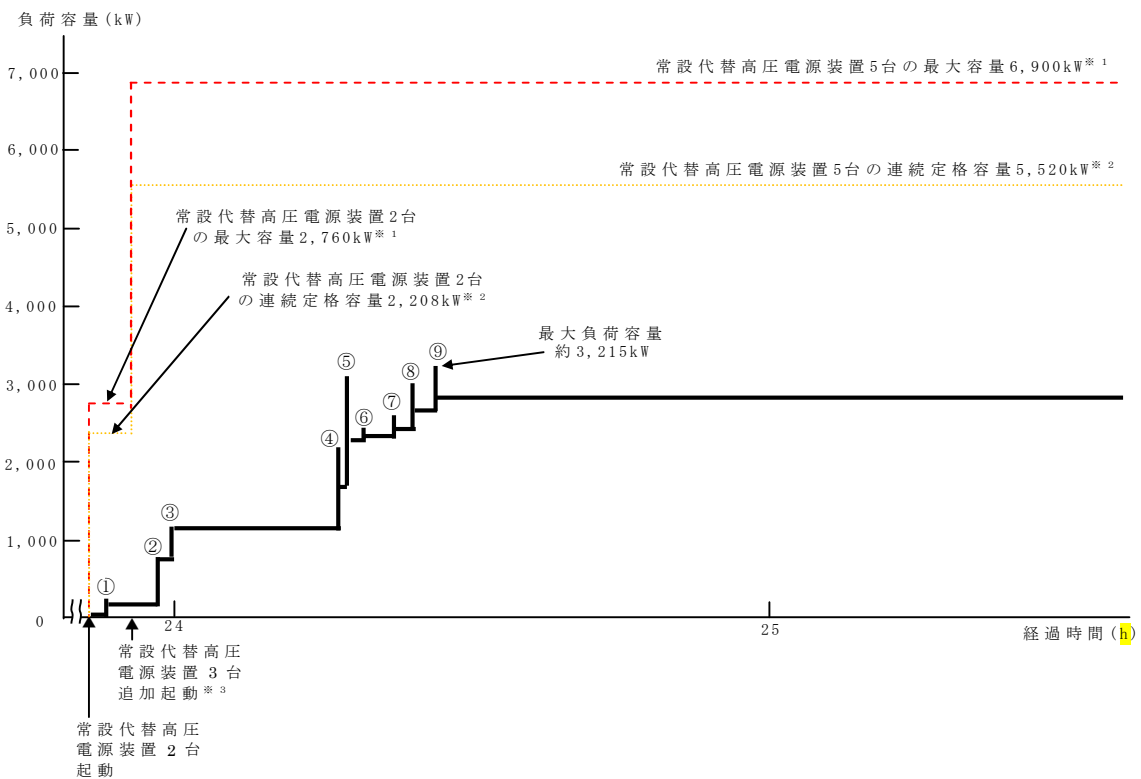 負荷容量(kW)
7,000
常設代替高圧電源装置5台の最大容量6,900kW※1
6,000
常設代替高圧電源装置5台の連続定格容量5,520kW※2
常設代替高圧電源装置2台
の最大容量2,760kW※1
5,000
常設代替高圧電源装置2台
の連続定格容量2,208kW※2
4,000
最大負荷容量
約3,215kW
3,000
2,000
1,000
0
①
②
③
④
⑤
⑥
⑦
⑧
⑨
24
25
経過時間(h)
常設代替高圧
電源装置3台
追加起動※3
常設代替高圧
電源装置2台
起動